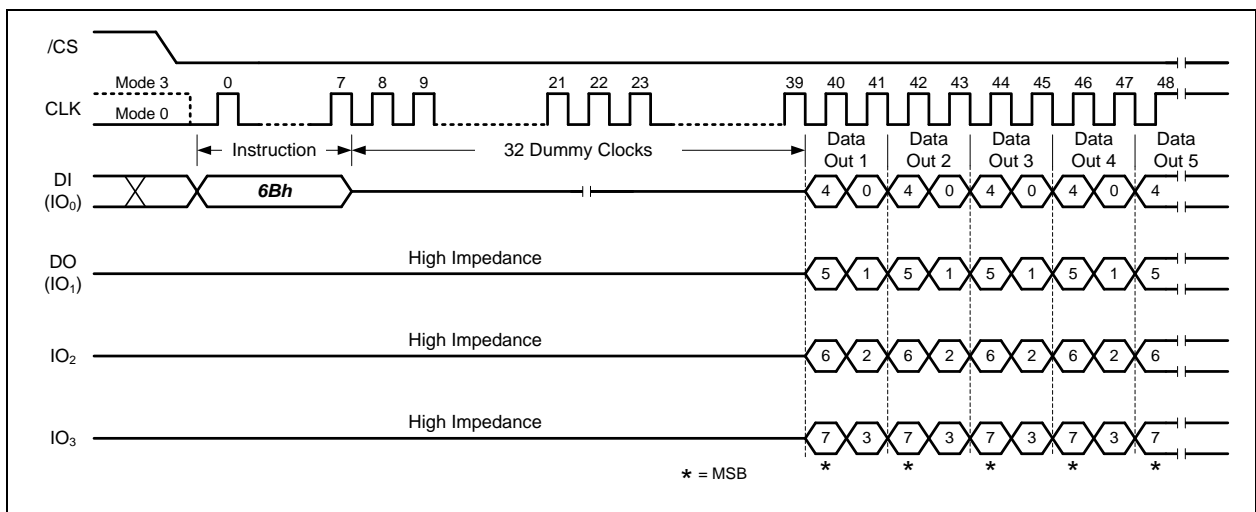 /CS
Mode 3 0 7 8 9 21 22 23 39 40 41 42 43 44 45 46 47 48
CLK
Mode 0
Instruction 32 Dummy Clocks Data Out 1 Data Out 2 Data Out 3 Data Out 4 Data Out 5
DI
(IO₀) 6Bh 4 0 4 0 4 0 4 0 4
High Impedance
DO
(IO₁) 5 1 5 1 5 1 5 1 5
High Impedance
IO₂ 6 2 6 2 6 2 6 2 6
High Impedance
IO₃ 7 3 7 3 7 3 7 3 7
* * * * *
* = MSB